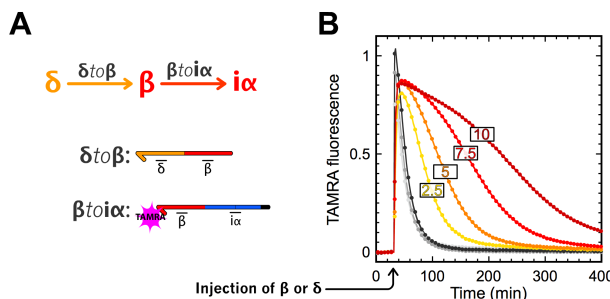 A
δtoβ
βtoiα
δ
β
iα
δtoβ:
δ̅
β̅
βtoiα:
TAMRA
β̅
i̅α̅
B
TAMRA fluorescence
1
0.5
0
10
7.5
5
2.5
0
100
200
300
400
Time (min)
Injection of β or δ